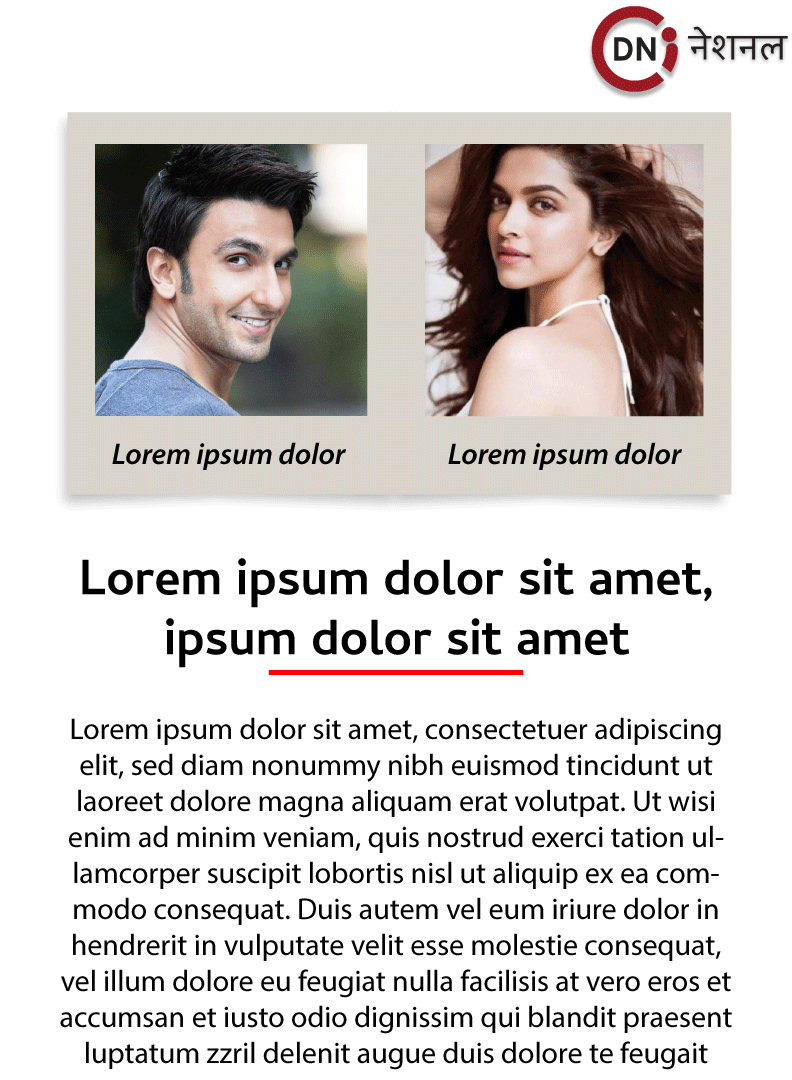 DNi नेशनल
Lorem ipsum dolor
Lorem ipsum dolor
Lorem ipsum dolor sit amet,
ipsum dolor sit amet
Lorem ipsum dolor sit amet, consectetuer adipiscing
elit, sed diam nonummy nibh euismod tincidunt ut
laoreet dolore magna aliquam erat volutpat. Ut wisi
enim ad minim veniam, quis nostrud exerci tation ul-
lamcorper suscipit lobortis nisl ut aliquip ex ea com-
modo consequat. Duis autem vel eum iriure dolor in
hendrerit in vulputate velit esse molestie consequat,
vel illum dolore eu feugiat nulla facilisis at vero eros et
accumsan et iusto odio dignissim qui blandit praesent
luptatum zzril delenit augue duis dolore te feugait